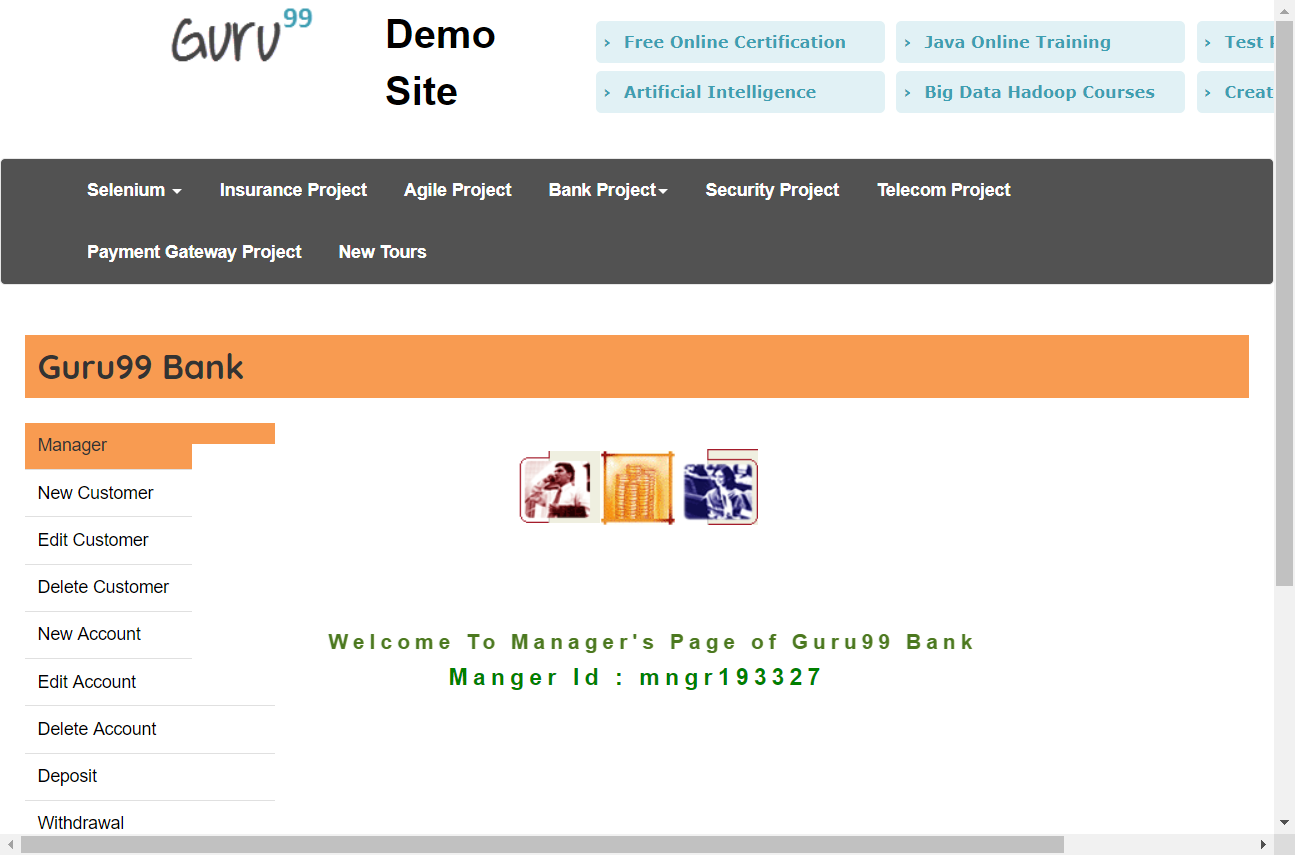 Guru99
Demo
Site
› Free Online Certification
› Java Online Training
› Test
› Artificial Intelligence
› Big Data Hadoop Courses
› Creat
Selenium
Insurance Project
Agile Project
Bank Project
Security Project
Telecom Project
Payment Gateway Project
New Tours
Guru99 Bank
Manager
New Customer
Edit Customer
Delete Customer
New Account
Edit Account
Delete Account
Deposit
Withdrawal
Welcome To Manager's Page of Guru99 Bank
Manger Id : mngr193327